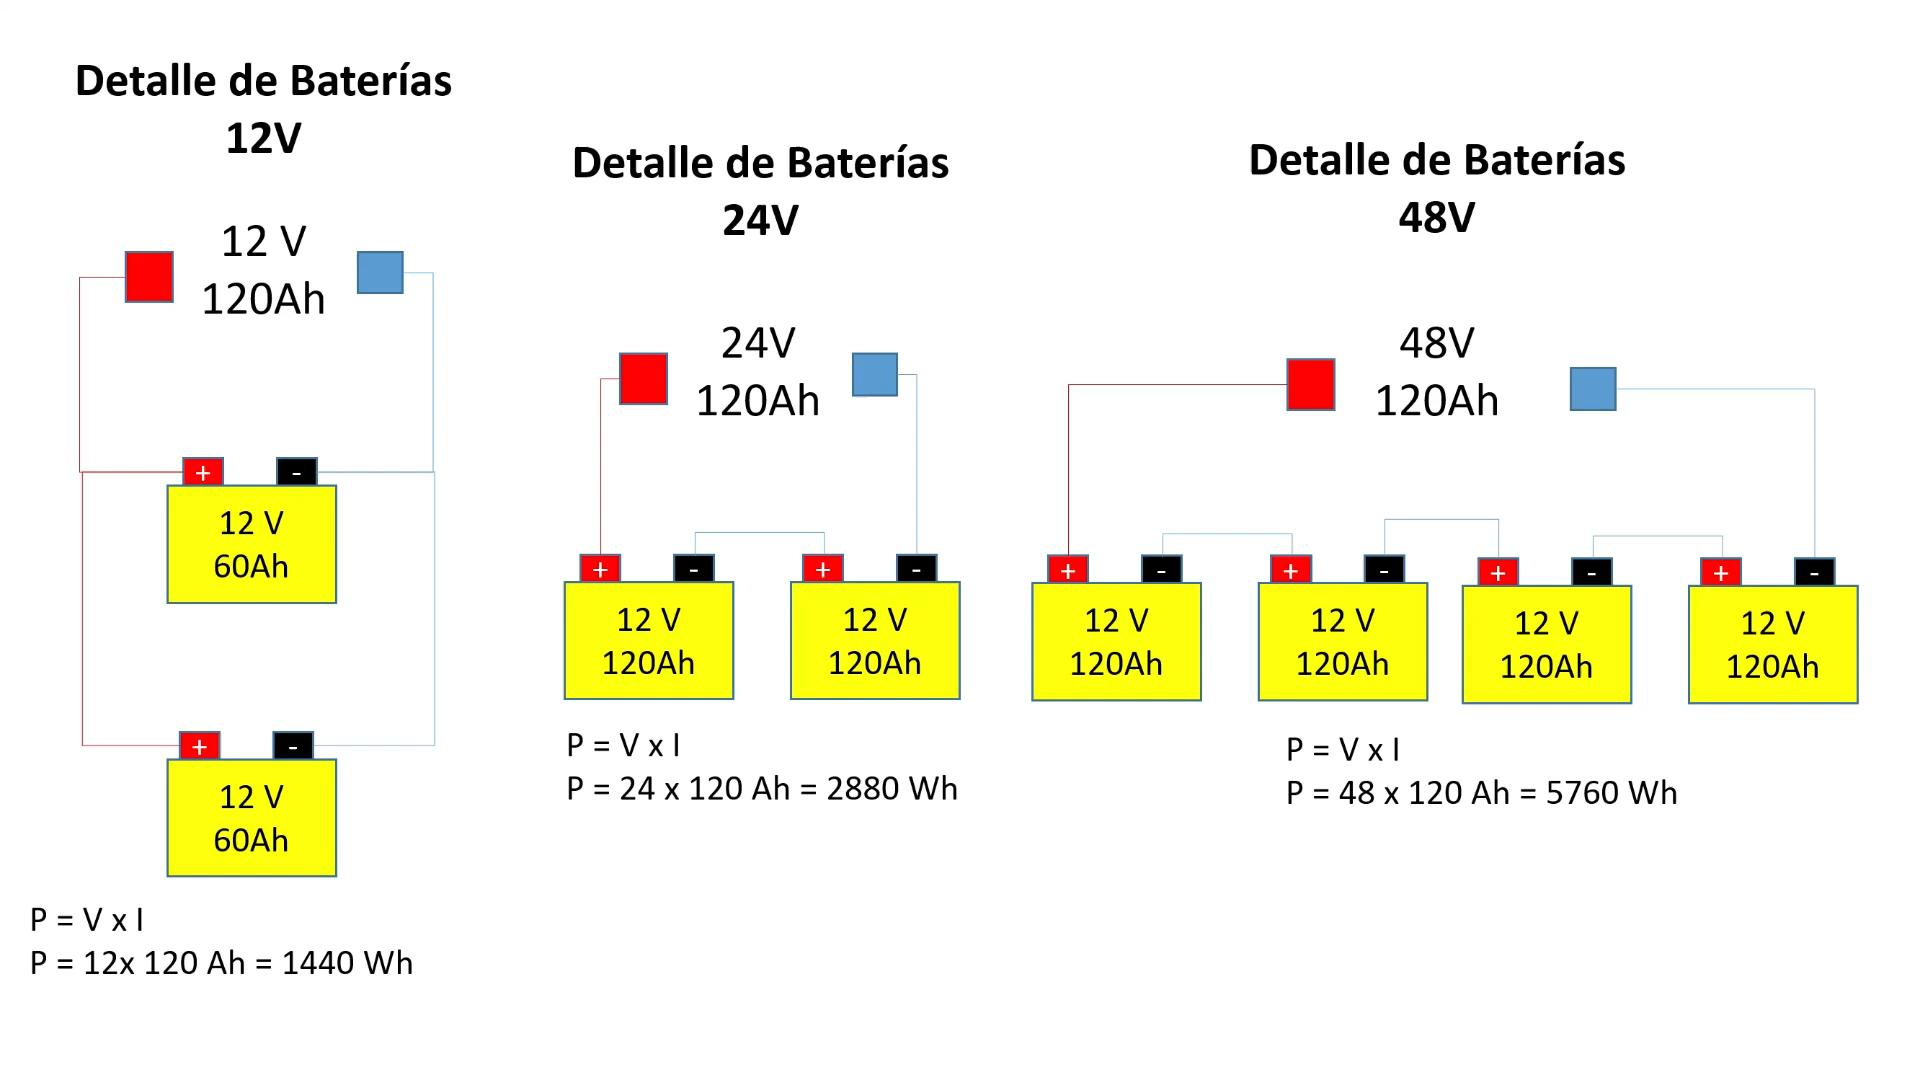 Detalle de Baterías
12V
12 V
120Ah
+
-
12 V
60Ah
+
-
12 V
60Ah
P = V x I
P = 12x 120 Ah = 1440 Wh
Detalle de Baterías
24V
24V
120Ah
+
-
+
-
12 V
120Ah
12 V
120Ah
P = V x I
P = 24 x 120 Ah = 2880 Wh
Detalle de Baterías
48V
48V
120Ah
+
-
+
-
+
-
+
-
12 V
120Ah
12 V
120Ah
12 V
120Ah
12 V
120Ah
P = V x I
P = 48 x 120 Ah = 5760 Wh